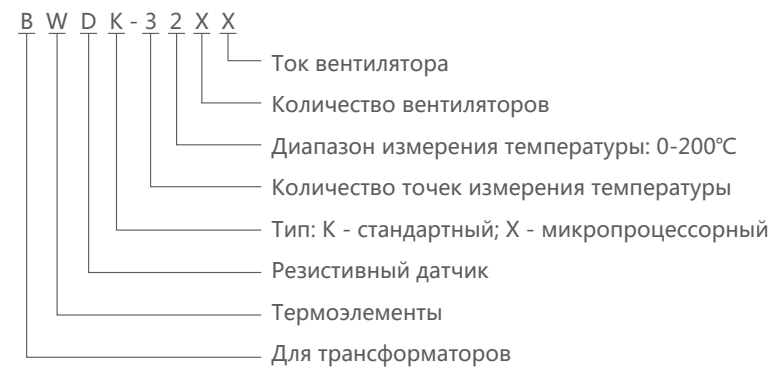 B W D K - 3 2 X X
Ток вентилятора
Количество вентиляторов
Диапазон измерения температуры: 0-200℃
Количество точек измерения температуры
Тип: К - стандартный; Х - микропроцессорный
Резистивный датчик
Термоэлементы
Для трансформаторов